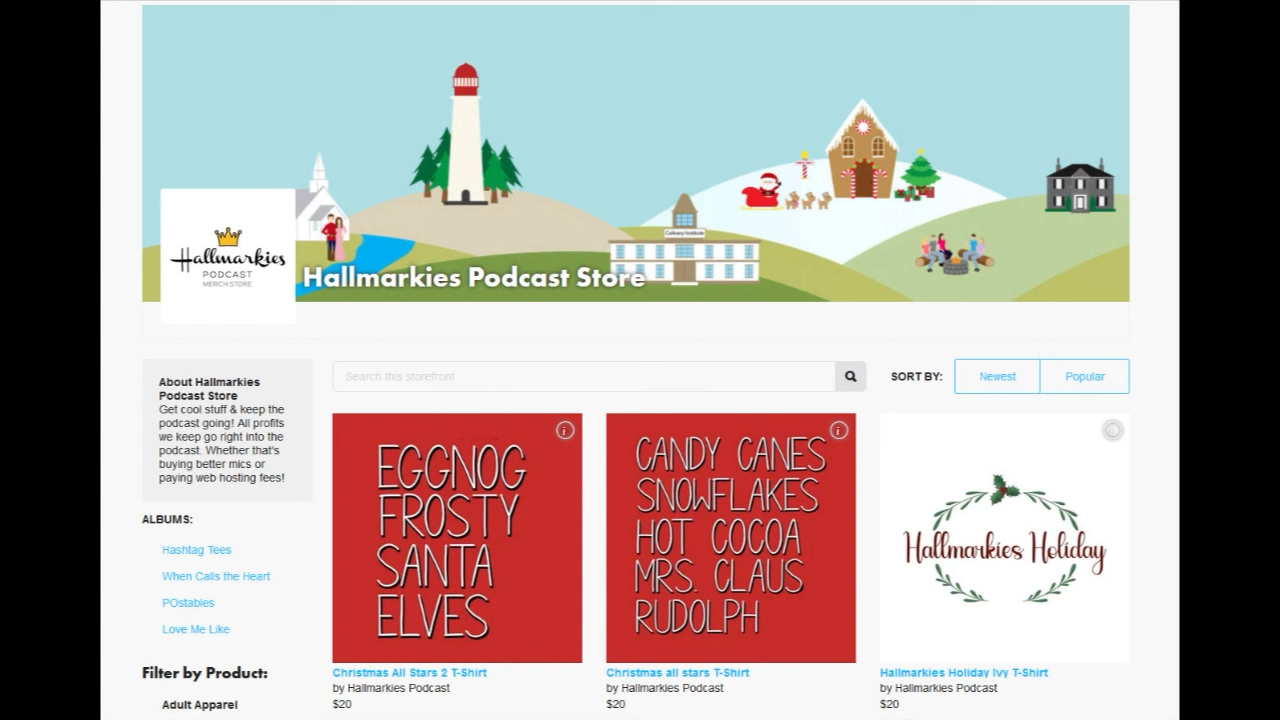 Culinary Institute
Hallmarkies
PODCAST
MERCH STORE
Hallmarkies Podcast Store
About Hallmarkies
Podcast Store
Get cool stuff & keep the
podcast going! All profits
we keep go right into the
podcast. Whether that's
buying better mics or
paying web hosting fees!
Search this storefront
SORT BY:
Newest
Popular
ALBUMS:
Hashtag Tees
When Calls the Heart
POstables
Love Me Like
Filter by Product:
Adult Apparel
EGGNOG
FROSTY
SANTA
ELVES
Christmas All Stars 2 T-Shirt
by Hallmarkies Podcast
$20
CANDY CANES
SNOWFLAKES
HOT COCOA
MRS. CLAUS
RUDOLPH
Christmas all stars T-Shirt
by Hallmarkies Podcast
$20
Hallmarkies Holiday
Hallmarkies Holiday Ivy T-Shirt
by Hallmarkies Podcast
$20